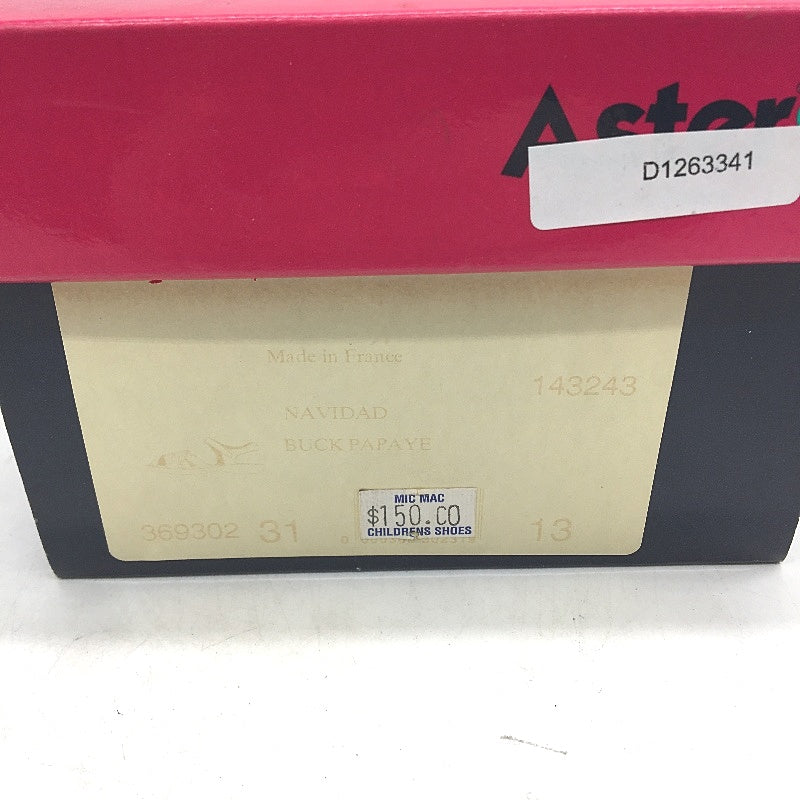 Aster
D1263341
Made in France
143243
NAVIDAD
BUCK PAPAYE
MIC MAC
$150.00
CHILDRENS SHOES
369302 31 13